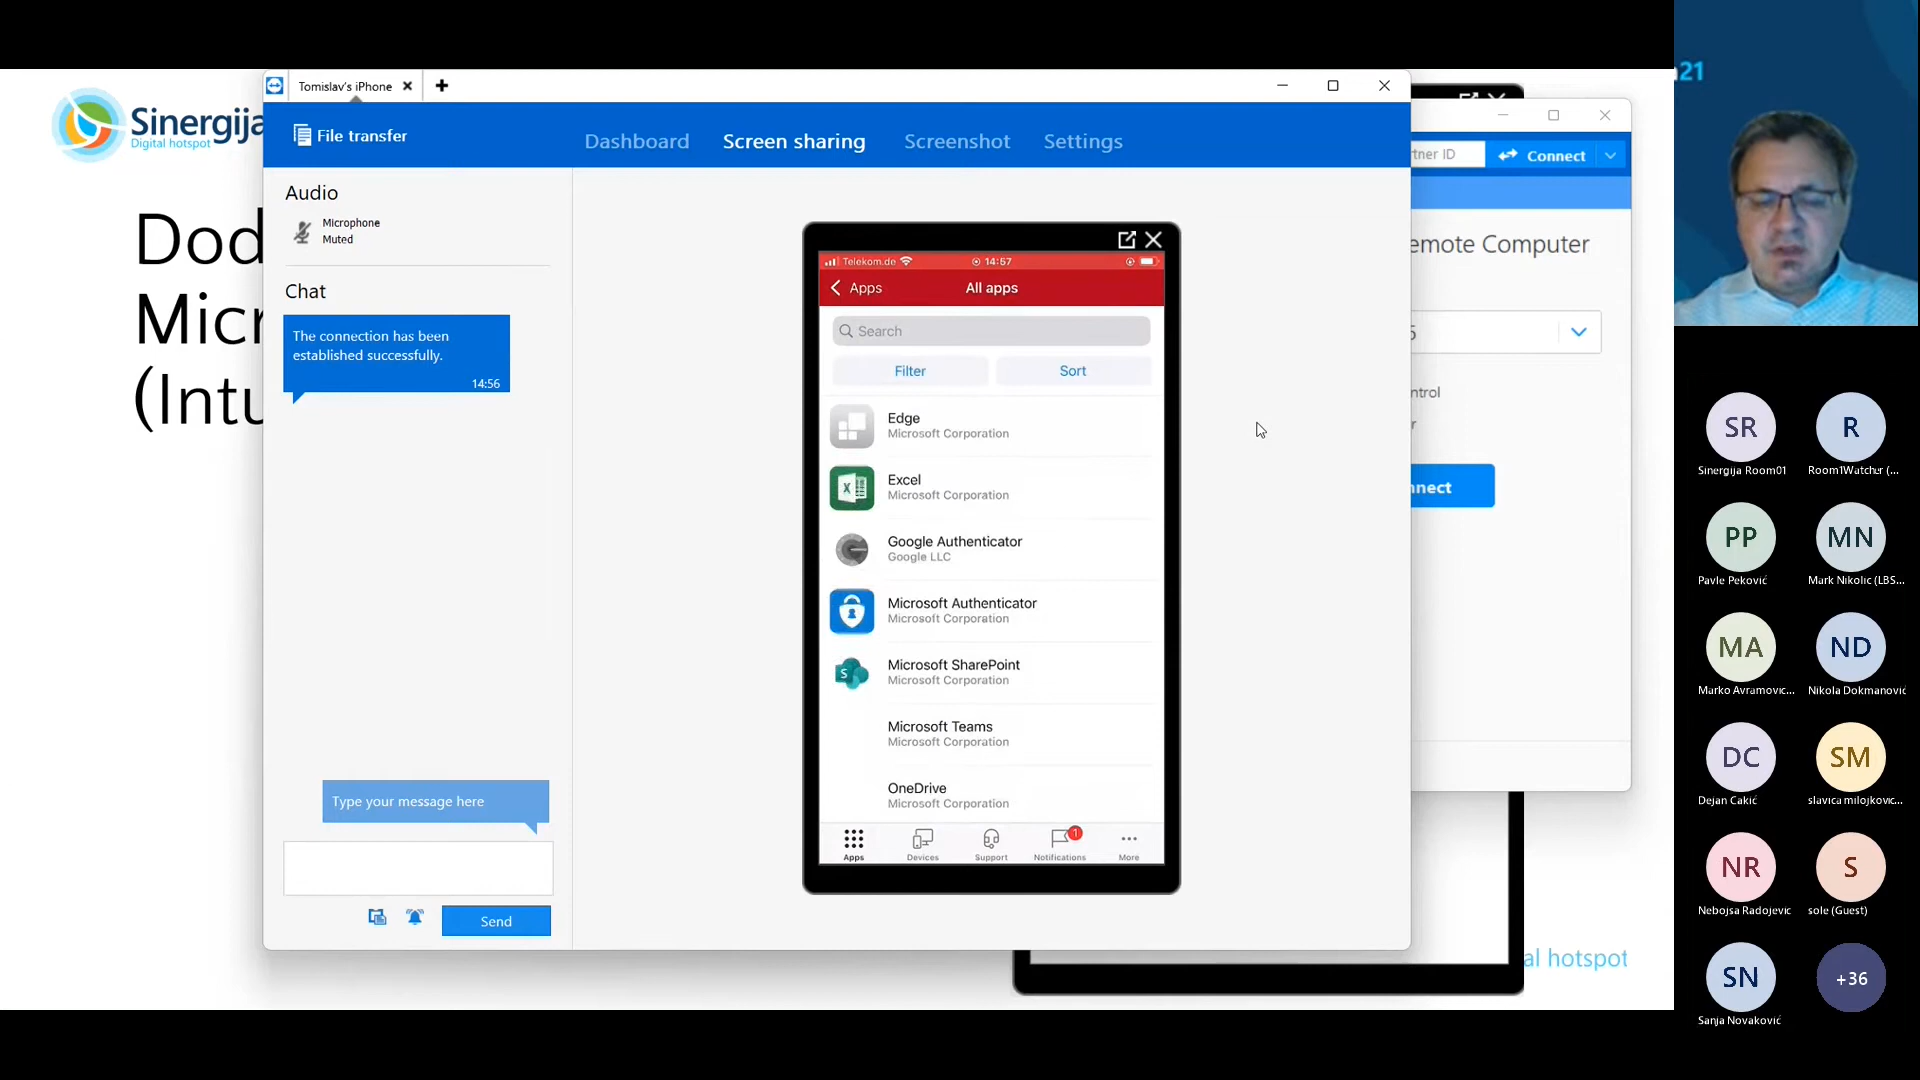 Sinergija
Digital hotspot
Dod
Micr
(Intu
Tomislav's iPhone
File transfer
Dashboard
Screen sharing
Screenshot
Settings
Audio
Microphone
Muted
Chat
The connection has been
established successfully.
14:56
Type your message here
Send
Telekom.de
14:57
Apps
All apps
Search
Filter
Sort
Edge
Microsoft Corporation
Excel
Microsoft Corporation
Google Authenticator
Google LLC
Microsoft Authenticator
Microsoft Corporation
Microsoft SharePoint
Microsoft Corporation
Microsoft Teams
Microsoft Corporation
OneDrive
Microsoft Corporation
Apps
Devices
Support
1
Notifications
More
tner ID
Connect
emote Computer
5
ntrol
r
nnect
al hotspot
21
SR
Sinergija Room01
R
Room1Watcher (...
PP
Pavle Peković
MN
Mark Nikolic (LBS...
MA
Marko Avramovic...
ND
Nikola Dokmanović
DC
Dejan Cakić
SM
slavica milojkovic...
NR
Nebojsa Radojevic
S
sole (Guest)
SN
Sanja Novaković
+36